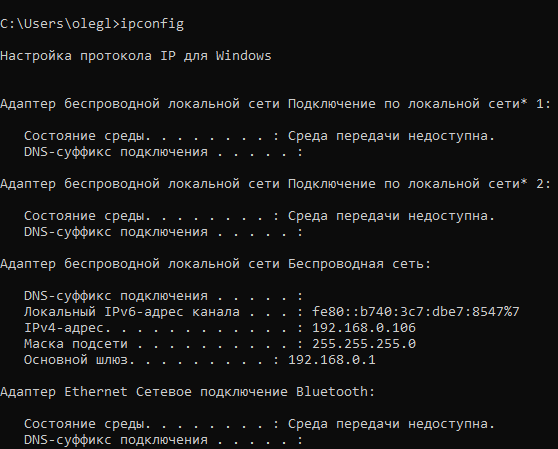 C:\Users\olegl>ipconfig
Настройка протокола IP для Windows
Адаптер беспроводной локальной сети Подключение по локальной сети* 1:
Состояние среды. . . . . . . . : Среда передачи недоступна.
DNS-суффикс подключения . . . . . :
Адаптер беспроводной локальной сети Подключение по локальной сети* 2:
Состояние среды. . . . . . . . : Среда передачи недоступна.
DNS-суффикс подключения . . . . . :
Адаптер беспроводной локальной сети Беспроводная сеть:
DNS-суффикс подключения . . . . . :
Локальный IPv6-адрес канала . . . : fe80::b740:3c7:dbe7:8547%7
IPv4-адрес. . . . . . . . . . . . : 192.168.0.106
Маска подсети . . . . . . . . . . : 255.255.255.0
Основной шлюз. . . . . . . . . : 192.168.0.1
Адаптер Ethernet Сетевое подключение Bluetooth:
Состояние среды. . . . . . . . : Среда передачи недоступна.
DNS-суффикс подключения . . . . . :